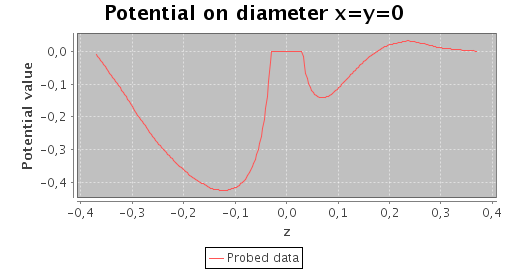 Potential on diameter x=y=0
Potential value
0,0
-0,1
-0,2
-0,3
-0,4
-0,4 -0,3 -0,2 -0,1 0,0 0,1 0,2 0,3 0,4
z
Probed data